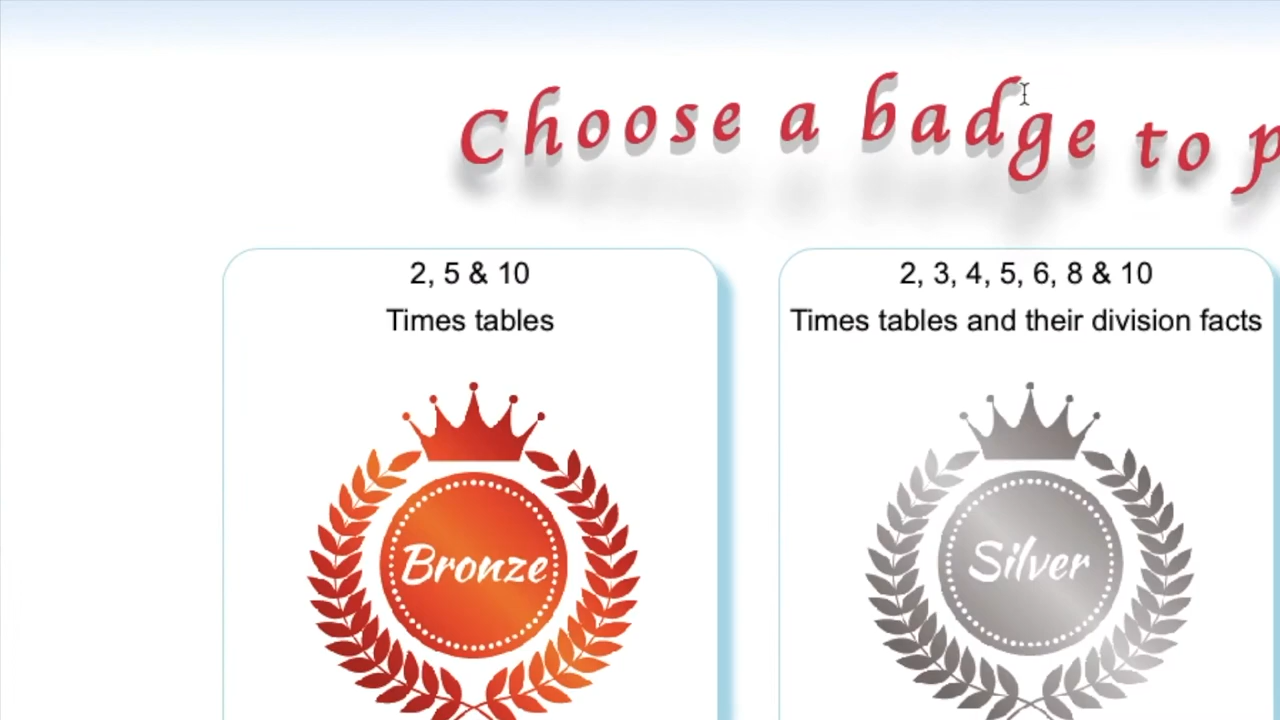 Choose a badge to
2, 5 & 10
Times tables
Bronze
2, 3, 4, 5, 6, 8 & 10
Times tables and their division facts
Silver